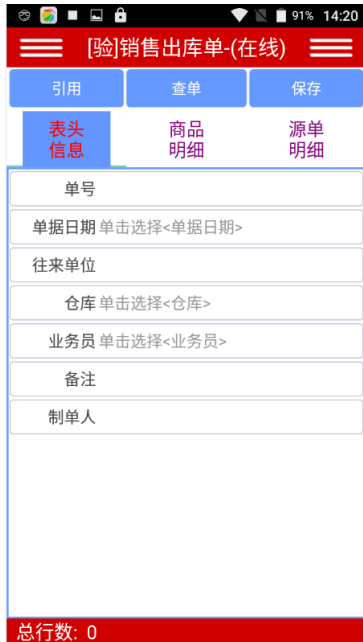 91% 14:20
[验]销售出库单-(在线)
引用 查单 保存
表头 商品 源单
信息 明细 明细
单号
单据日期 单击选择<单据日期>
往来单位
仓库 单击选择<仓库>
业务员 单击选择<业务员>
备注
制单人
总行数: 0